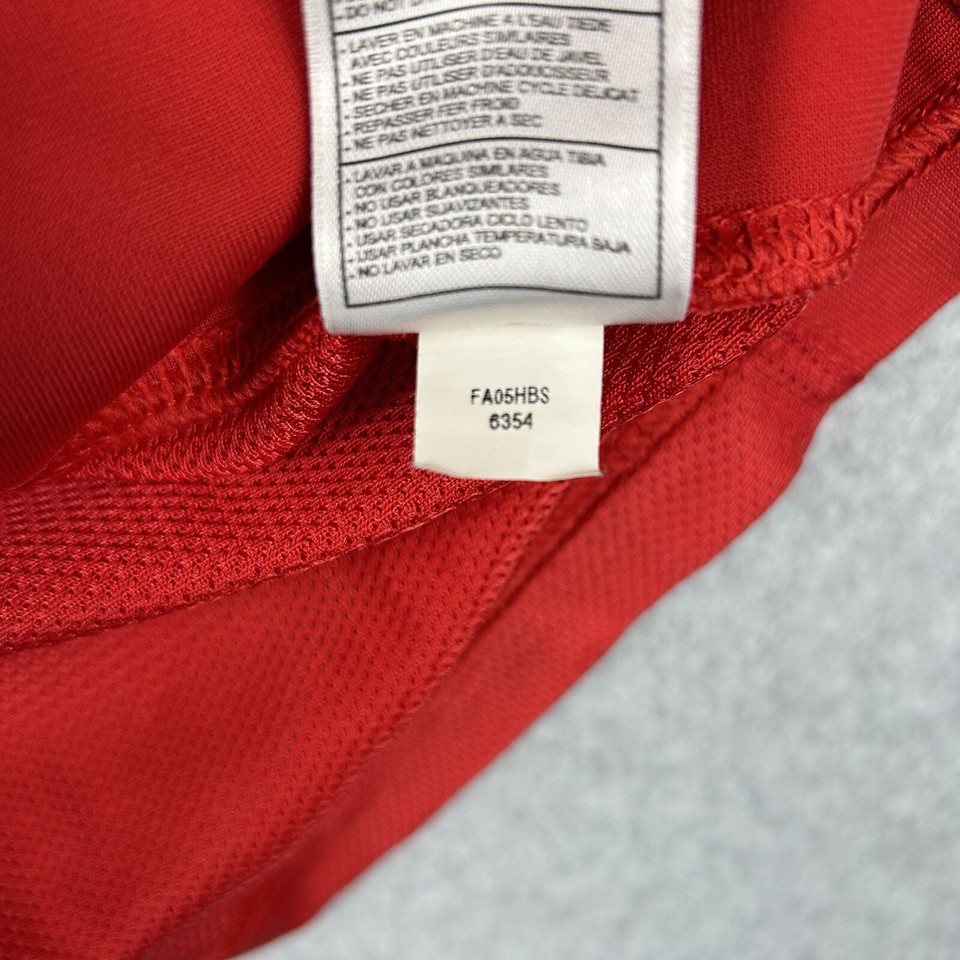 - DO NOT
- LAVER EN MACHINE A L'EAU TIEDE
AVEC COULEURS SIMILAIRES
- NE PAS UTILISER D'EAU DE JAVEL
- NE PAS UTILISER D'ADOUCISSEUR
- SECHER EN MACHINE CYCLE DELICAT
- REPASSER FER FROID
- NE PAS NETTOYER A SEC
- LAVAR A MAQUINA EN AGUA TIBIA
CON COLORES SIMILARES
- NO USAR BLANQUEADORES
- NO USAR SUAVIZANTES
- USAR SECADORA CICLO LENTO
- USAR PLANCHA TEMPERATURA BAJA
- NO LAVAR EN SECO
FA05HBS
6354